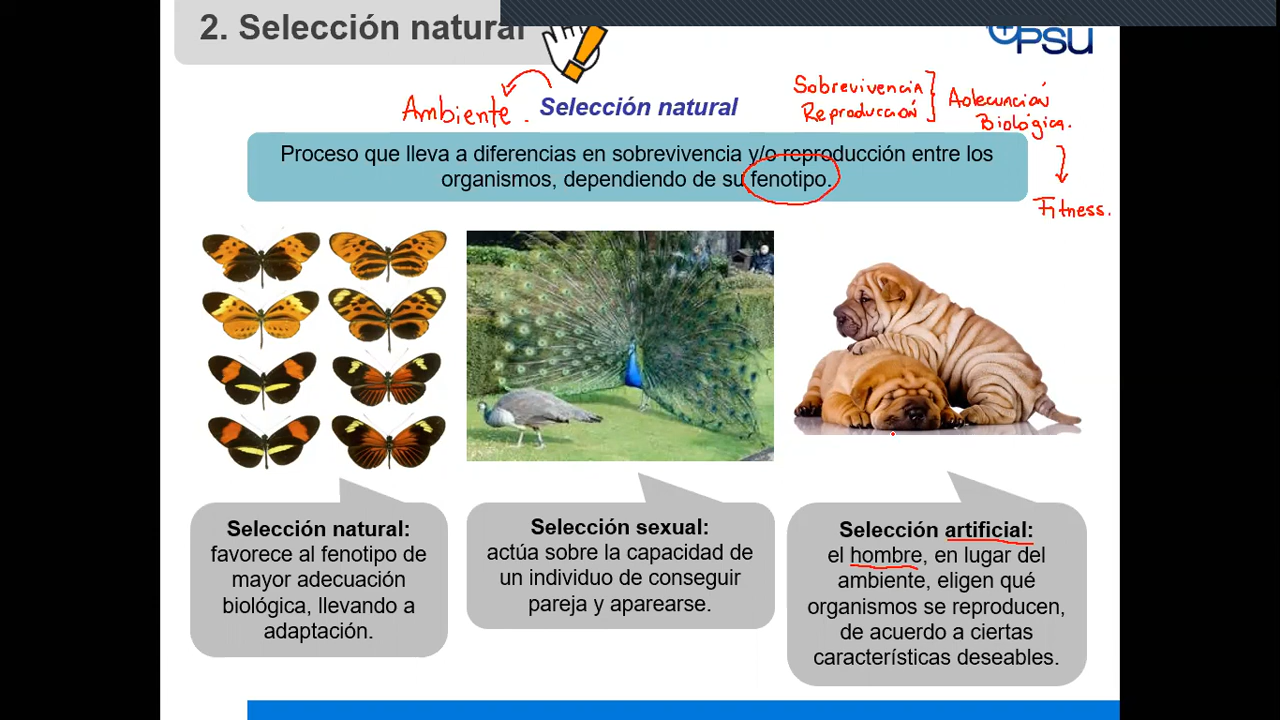 2. Selección natural
PSU
Ambiente.
Selección natural
Sobrevivencia
Reproducción
Adecuación
Biológica.
Fitness.
Proceso que lleva a diferencias en sobrevivencia y/o reproducción entre los
organismos, dependiendo de su fenotipo.
Selección natural:
favorece al fenotipo de
mayor adecuación
biológica, llevando a
adaptación.
Selección sexual:
actúa sobre la capacidad de
un individuo de conseguir
pareja y aparearse.
Selección artificial:
el hombre, en lugar del
ambiente, eligen qué
organismos se reproducen,
de acuerdo a ciertas
características deseables.